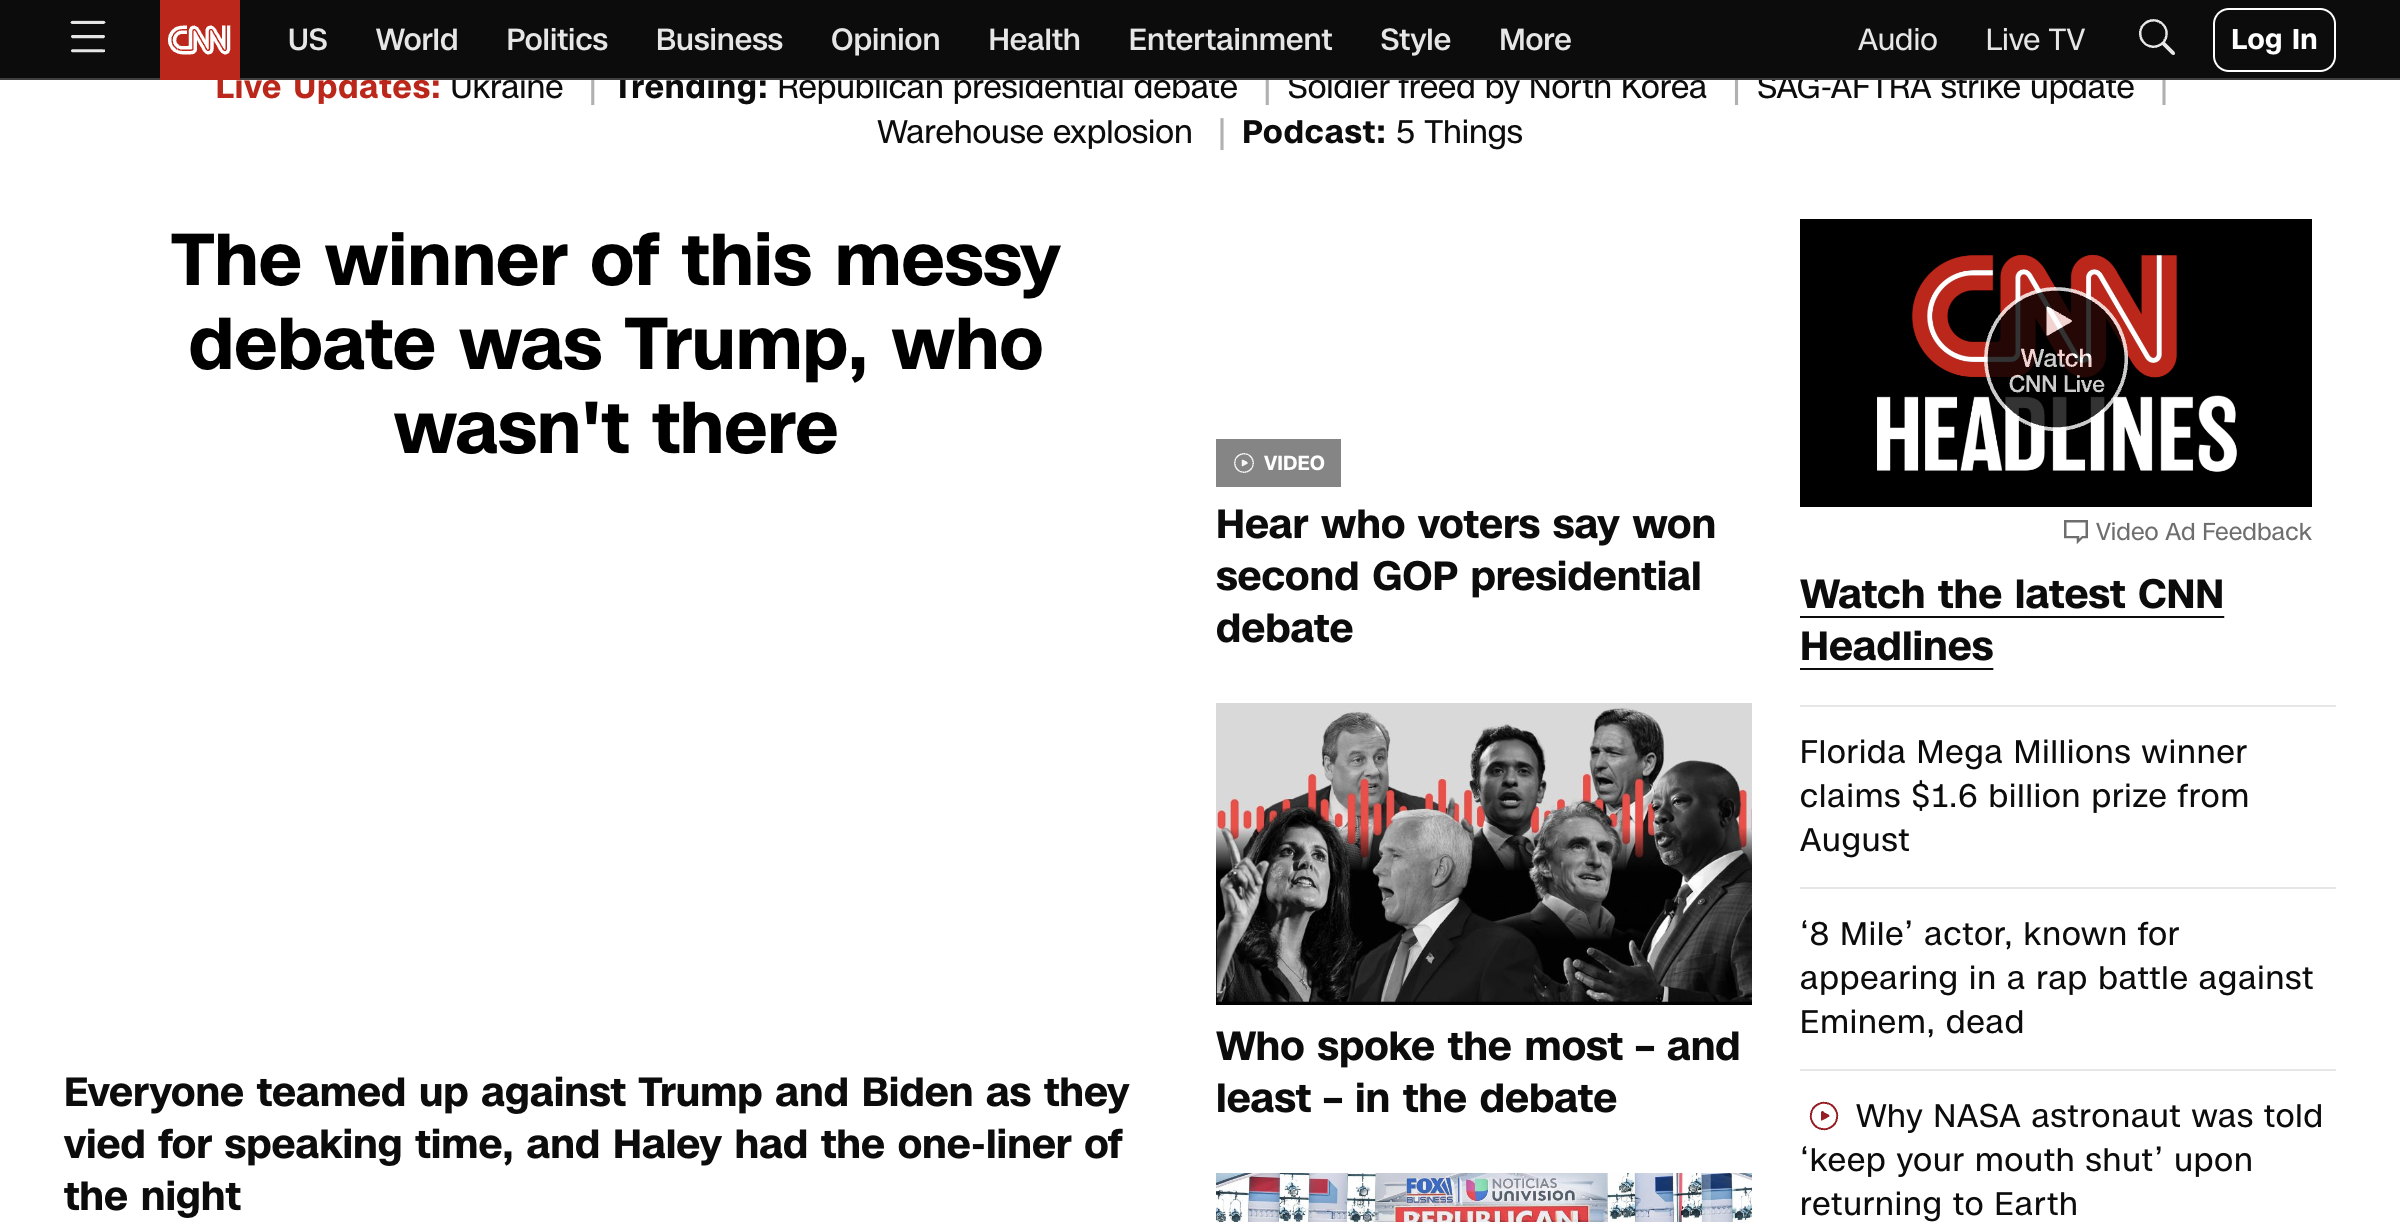 CNN
US World Politics Business Opinion Health Entertainment Style More Audio Live TV Log In
Live Updates: Ukraine | Trending: Republican presidential debate | Soldier freed by North Korea | SAG-AFTRA strike update |
Warehouse explosion | Podcast: 5 Things
The winner of this messy
debate was Trump, who
wasn't there
Everyone teamed up against Trump and Biden as they
vied for speaking time, and Haley had the one-liner of
the night
VIDEO
Hear who voters say won
second GOP presidential
debate
Who spoke the most – and
least – in the debate
FOX BUSINESS
NOTICIAS
UNIVISION
REPUBLICAN
CNN
Watch
CNN Live
HEADLINES
Video Ad Feedback
Watch the latest CNN
Headlines
Florida Mega Millions winner
claims $1.6 billion prize from
August
‘8 Mile’ actor, known for
appearing in a rap battle against
Eminem, dead
Why NASA astronaut was told
‘keep your mouth shut’ upon
returning to Earth